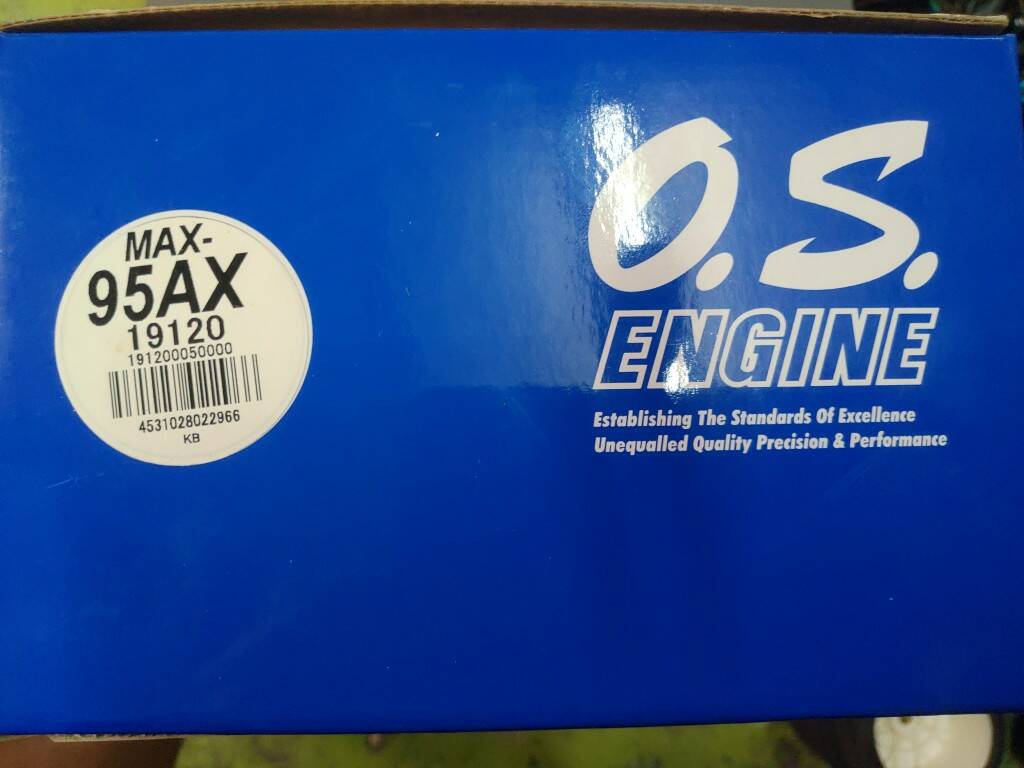 MAX-
95AX
19120
191200050000
4531028022966
KB
O.S.
ENGINE
Establishing The Standards Of Excellence
Unequalled Quality Precision & Performance